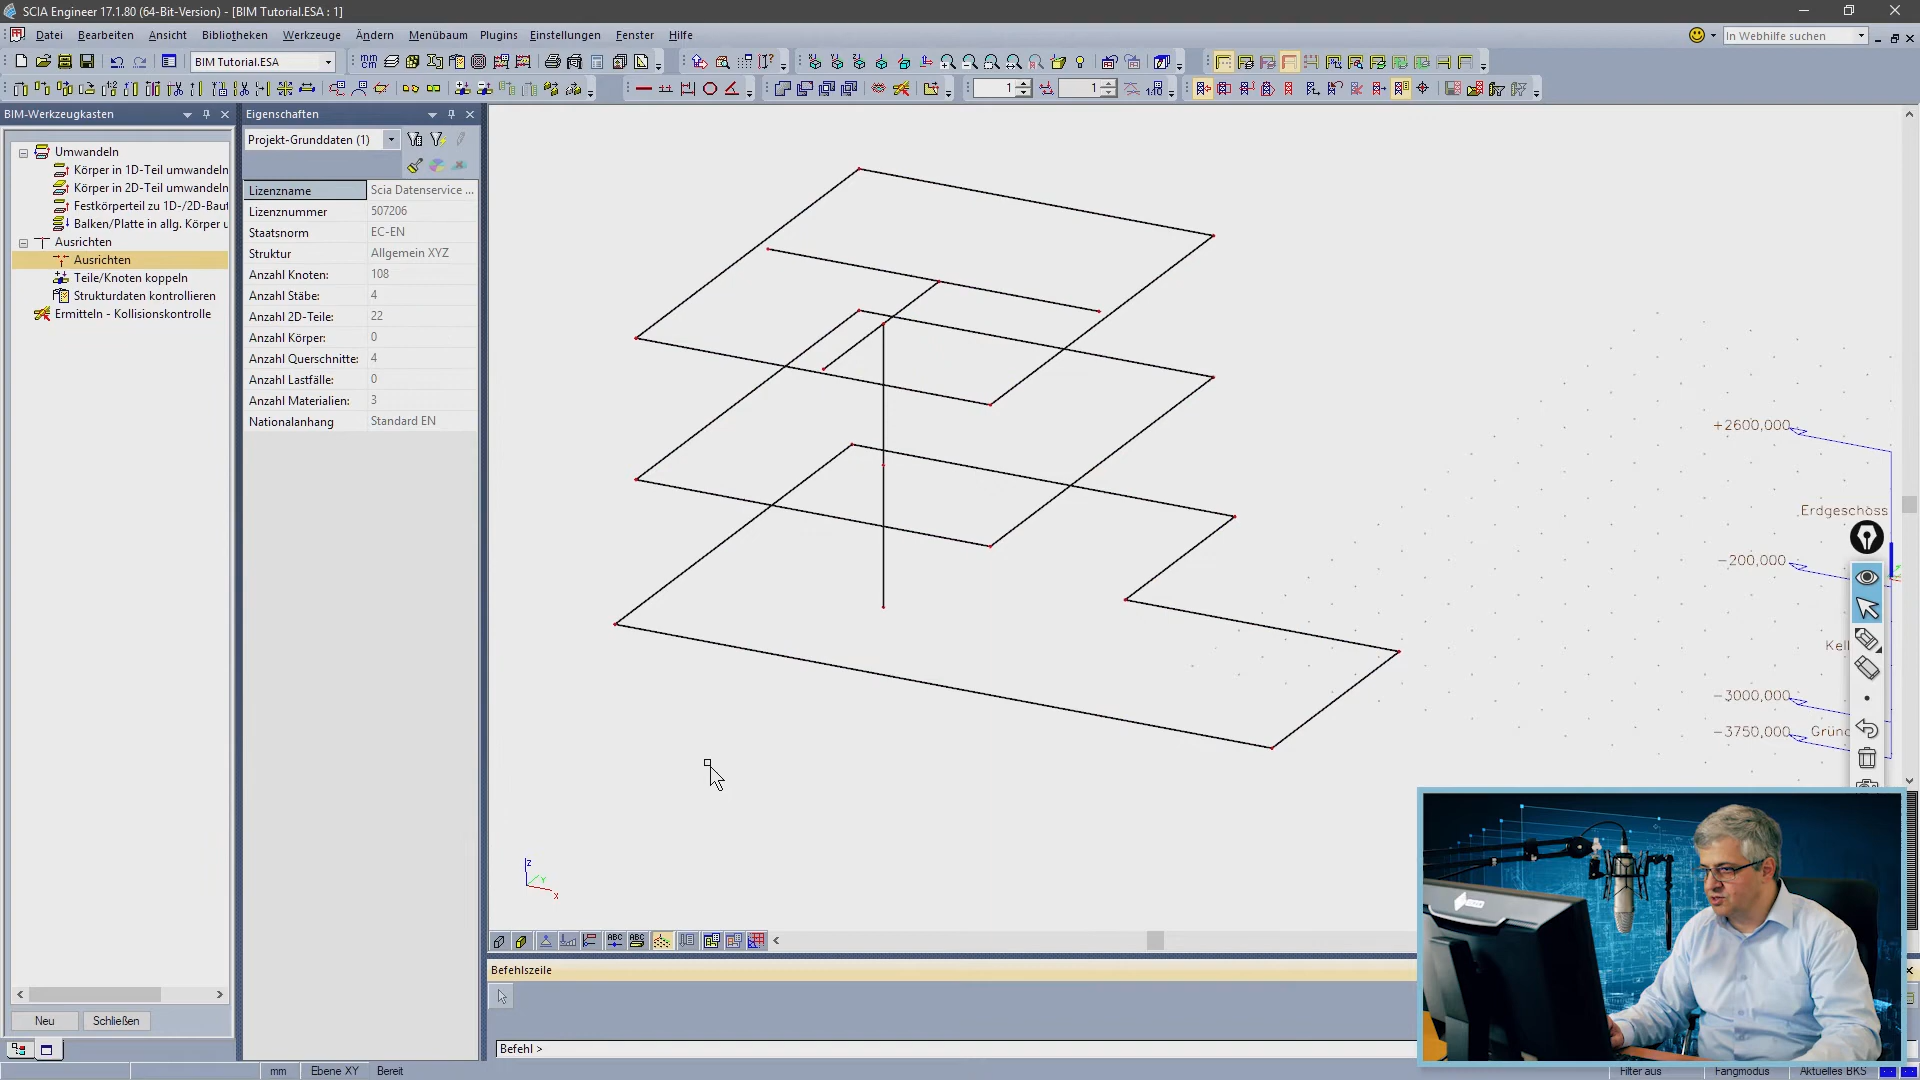 SCIA Engineer 17.1.80 (64-Bit-Version) - [BIM Tutorial.ESA : 1]
Datei Bearbeiten Ansicht Bibliotheken Werkzeuge Ändern Menübaum Plugins Einstellungen Fenster Hilfe
In Webhilfe suchen
BIM Tutorial.ESA
1 1
BIM-Werkzeugkasten
Umwandeln
Körper in 1D-Teil umwandeln
Körper in 2D-Teil umwandeln
Festkörperteil zu 1D-/2D-Baut
Balken/Platte in allg. Körper u
Ausrichten
Ausrichten
Teile/Knoten koppeln
Strukturdaten kontrollieren
Ermitteln - Kollisionskontrolle
Neu Schließen
Eigenschaften
Projekt-Grunddaten (1)
Lizenzname Scia Datenservice ...
Lizenznummer 507206
Staatsnorm EC-EN
Struktur Allgemein XYZ
Anzahl Knoten: 108
Anzahl Stäbe: 4
Anzahl 2D-Teile: 22
Anzahl Körper: 0
Anzahl Querschnitte: 4
Anzahl Lastfälle: 0
Anzahl Materialien: 3
Nationalanhang Standard EN
+2600,000
Erdgeschoss
-200,000
Kell
-3000,000
-3750,000 Gründ
z
Y
x
Befehlszeile
Befehl >
mm Ebene XY Bereit
Filter aus Fangmodus Aktuelles BKS